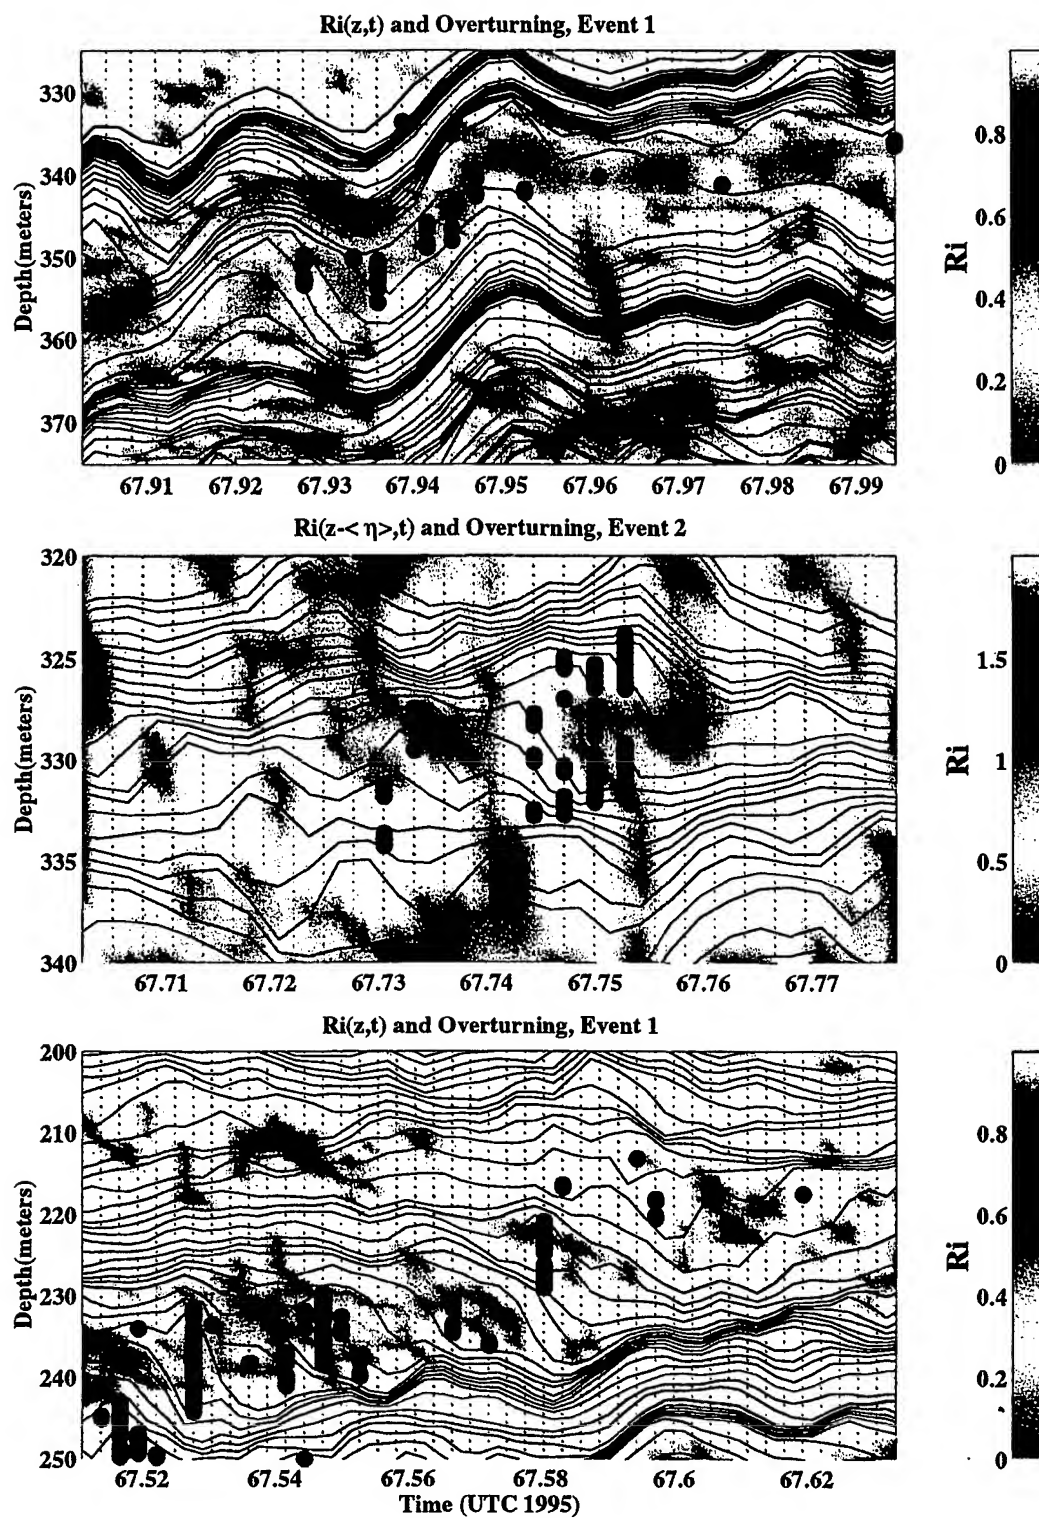 Ri(z,t) and Overturning, Event 1
330
340
350
360
370
Depth(meters)
67.91 67.92 67.93 67.94 67.95 67.96 67.97 67.98 67.99
0.8
0.6
0.4
0.2
0
Ri
Ri(z-< η>,t) and Overturning, Event 2
320
325
330
335
340
Depth(meters)
67.71 67.72 67.73 67.74 67.75 67.76 67.77
1.5
1
0.5
0
Ri
Ri(z,t) and Overturning, Event 1
200
210
220
230
240
250
Depth(meters)
67.52 67.54 67.56 67.58 67.6 67.62
Time (UTC 1995)
0.8
0.6
0.4
0.2
0
Ri